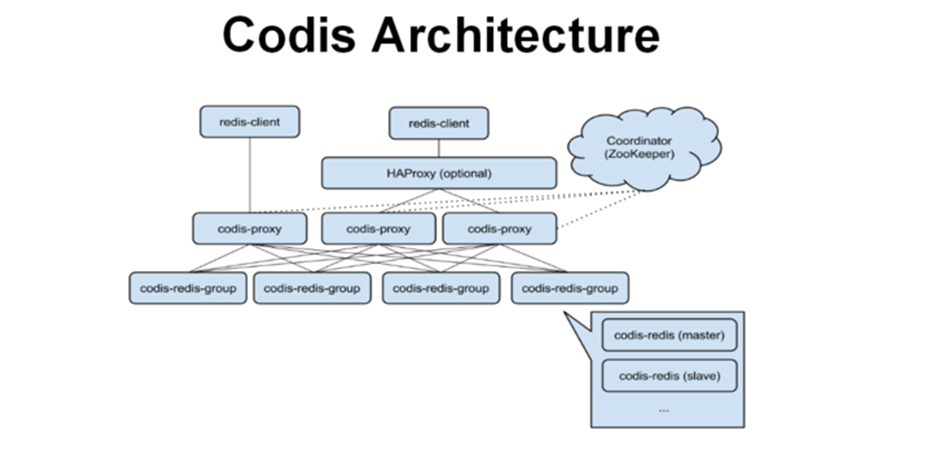 Codis Architecture
redis-client
redis-client
Coordinator
(ZooKeeper)
HAProxy (optional)
codis-proxy
codis-proxy
codis-proxy
codis-redis-group
codis-redis-group
codis-redis-group
codis-redis-group
codis-redis (master)
codis-redis (slave)
...